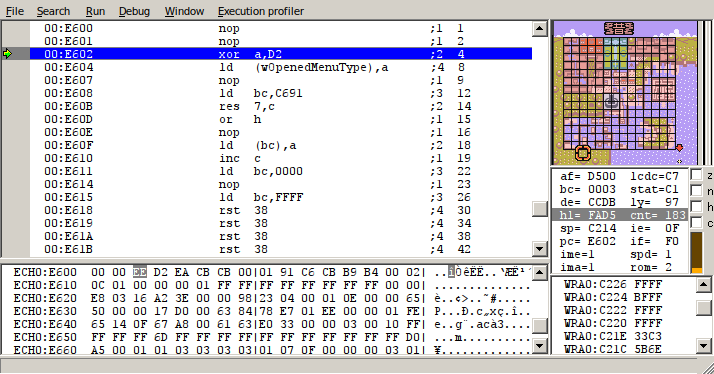 File Search Run Debug Window Execution profiler
00:E600 nop ;1 1
00:E601 nop ;1 2
00:E602 xor a,D2 ;2 4
00:E604 ld (wOpenedMenuType),a ;4 8
00:E607 nop ;1 9
00:E608 ld bc,C691 ;3 12
00:E60B res 7,c ;2 14
00:E60D or h ;1 15
00:E60E nop ;1 16
00:E60F ld (bc),a ;2 18
00:E610 inc c ;1 19
00:E611 ld bc,0000 ;3 22
00:E614 nop ;1 23
00:E615 ld bc,FFFF ;3 26
00:E618 rst 38 ;4 30
00:E619 rst 38 ;4 34
00:E61A rst 38 ;4 38
00:E61B rst 38 ;4 42
af= D500 lcdc=C7
bc= 0003 stat=C1
de= CCDB ly= 97
hl= FAD5 cnt= 183
sp= C214 ie= 0F
pc= E602 if= F0
ime=1 spd= 1
ima=1 rom= 2
z
n
h
c
ECH0:E600 00 00 EE D2 EA CB CB 00|01 91 C6 CB B9 B4 00 02|
ECH0:E610 0C 01 00 00 00 01 FF FF|FF FF FF FF 00 00 00 01|
ECH0:E620 E8 03 16 A2 3E 00 00 98|23 04 00 01 0E 00 00 65|
ECH0:E630 50 00 00 17 D0 00 63 84|78 E7 01 EE 00 00 01 FE|
ECH0:E640 65 14 0F 67 A8 00 61 63|E0 33 00 00 03 00 10 FF|
ECH0:E650 FF FF FF 6D FF FF FF FF|FF FF FF FF FF FF FF D0|
ECH0:E660 A5 00 01 03 03 03 03 03|01 07 0F 00 00 00 03 01|
WRA0:C226 FFFF
WRA0:C224 BFFF
WRA0:C222 FFFF
WRA0:C220 FFFF
WRA0:C21E 33C3
WRA0:C21C 5B6E